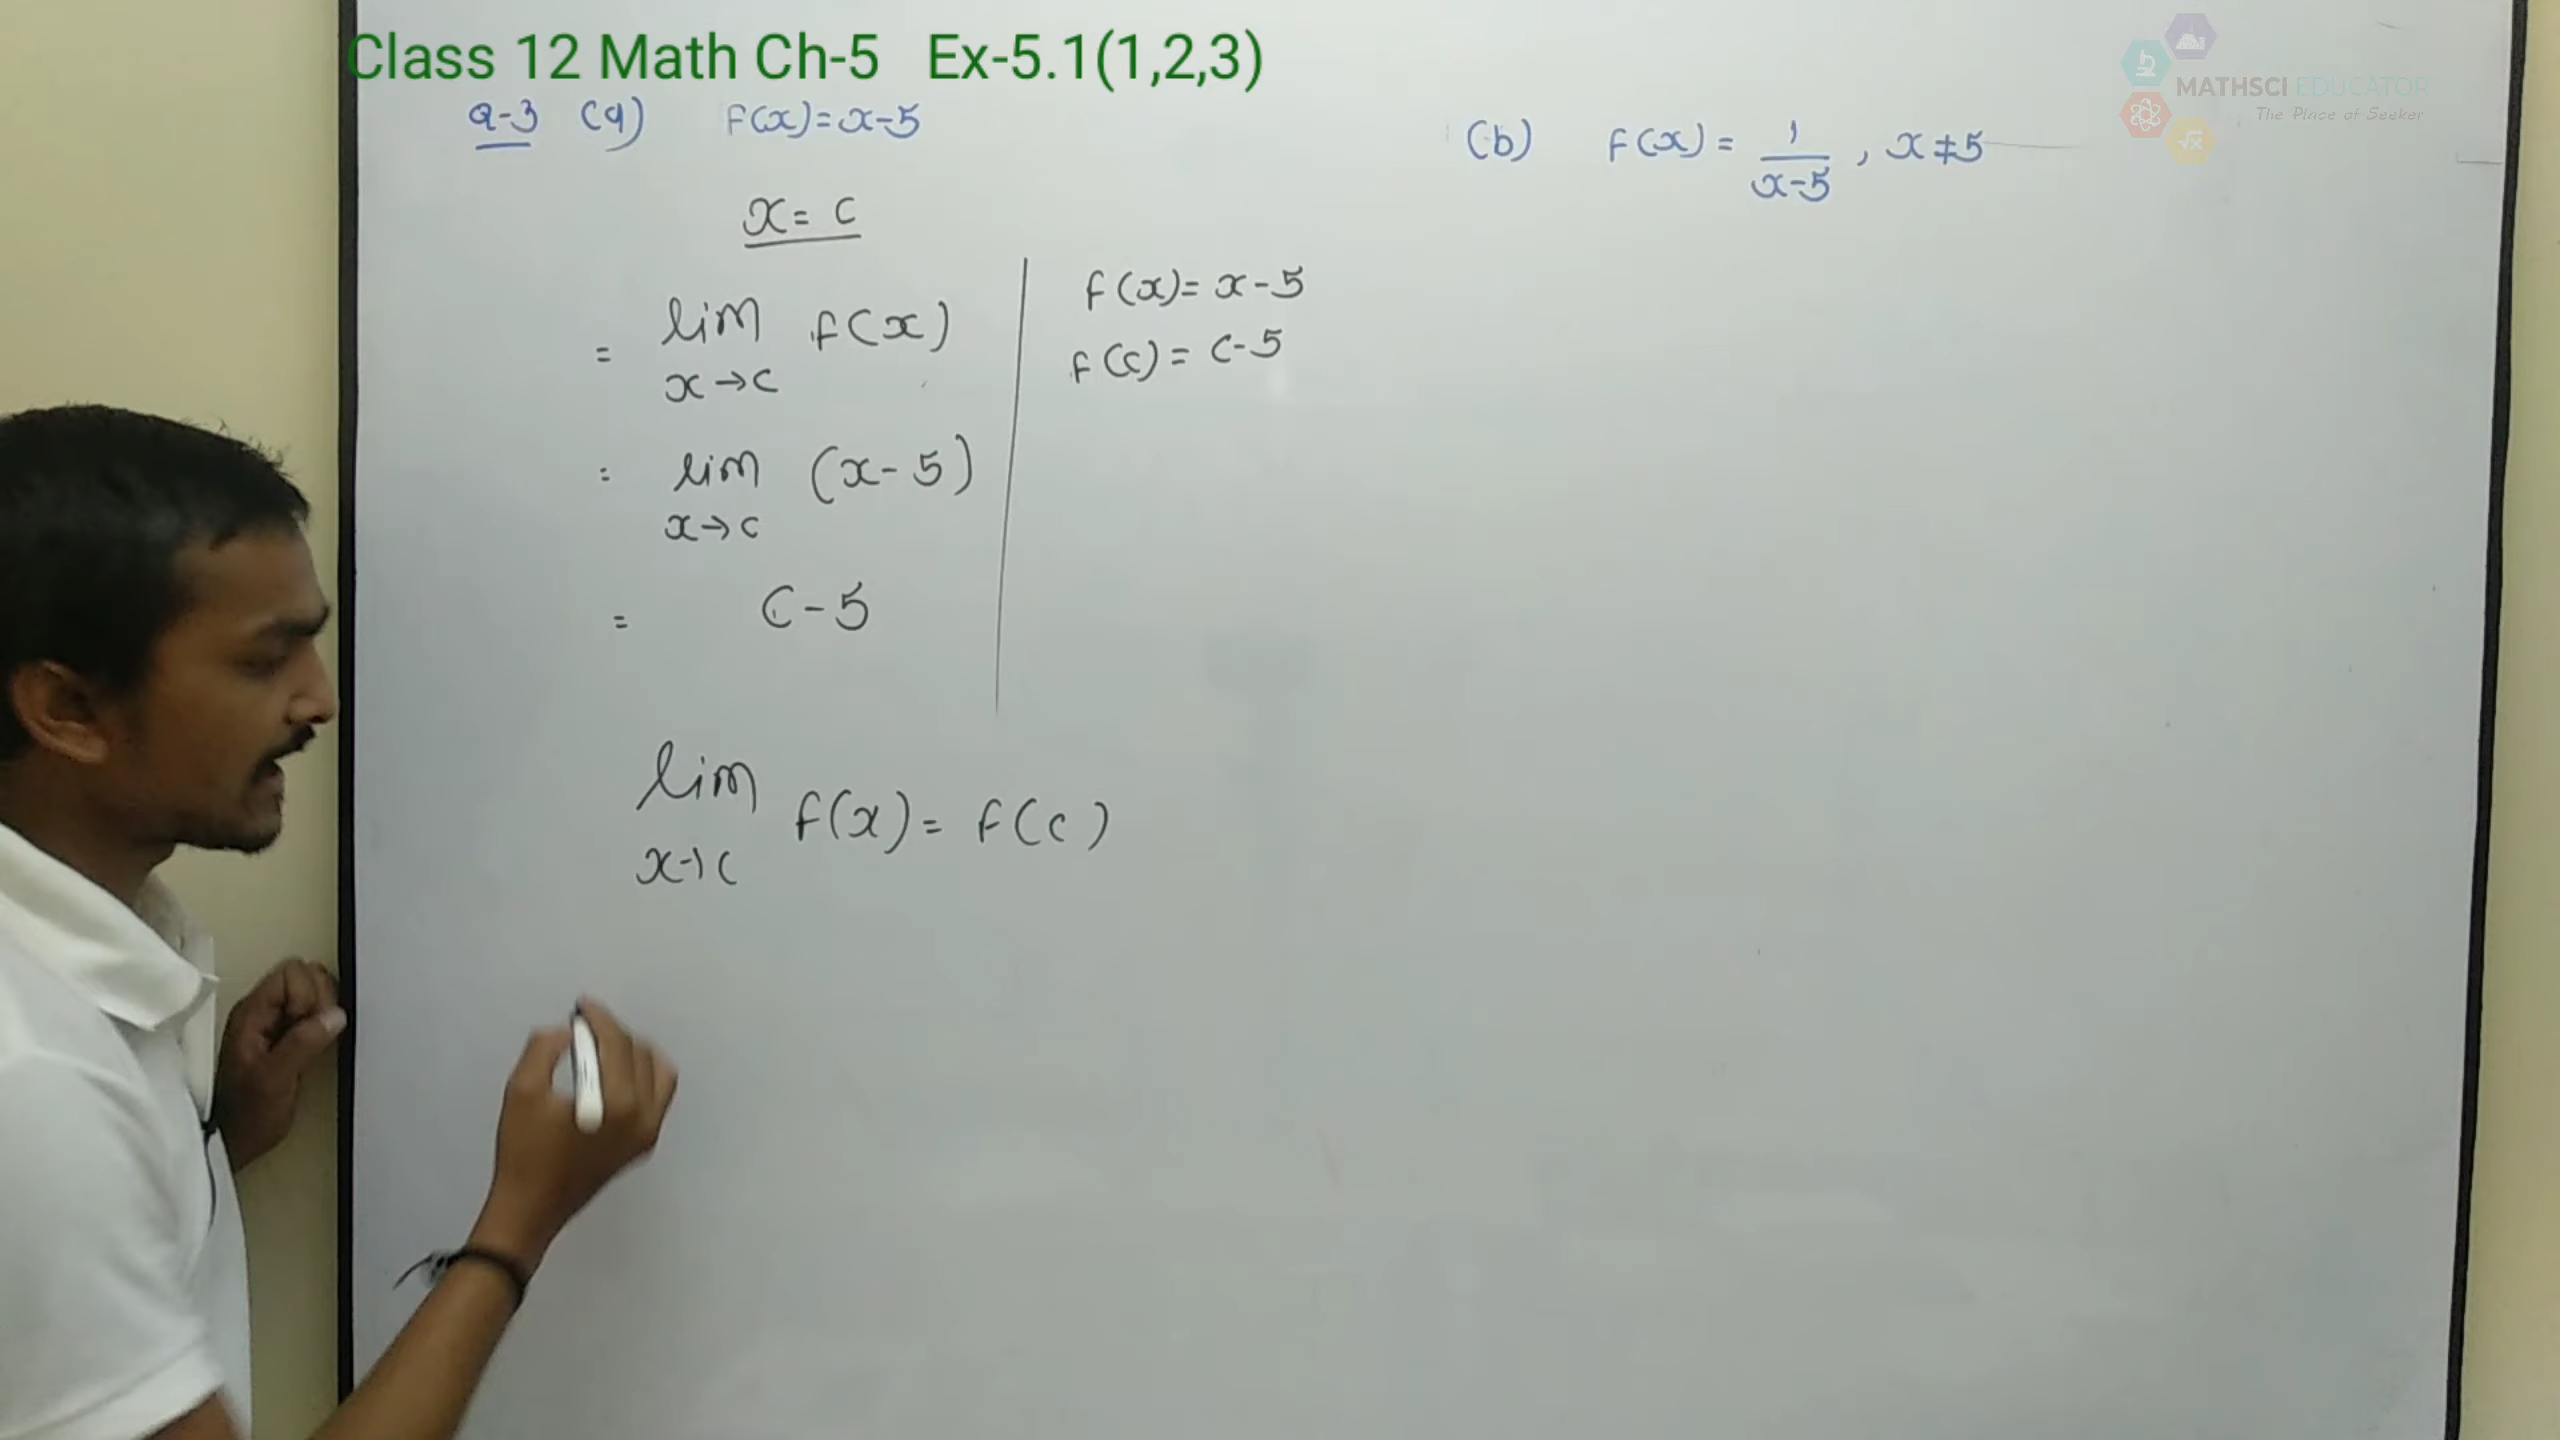 Class 12 Math Ch-5 Ex-5.1(1,2,3)
MATHSCI EDUCATOR
The Place of Seeker
Q-3 (a) f(x)=x-5
x = c
= lim f(x)
x→c
= lim (x-5)
x→c
= c-5
f(x)= x-5
f(c)= c-5
lim f(x)= f(c)
x→c
(b) f(x)= 1/x-5 , x≠5